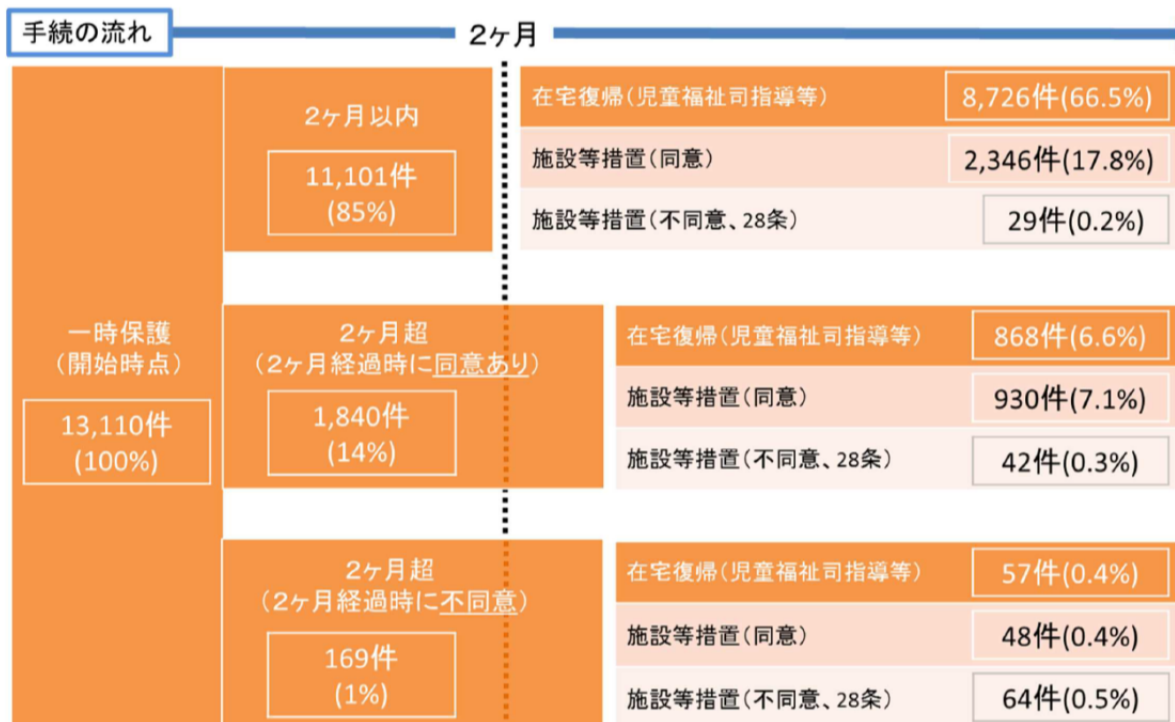 手続の流れ
2ヶ月
一時保護
(開始時点)
13,110件
(100%)
2ヶ月以内
11,101件
(85%)
在宅復帰(児童福祉司指導等)
8,726件(66.5%)
施設等措置(同意)
2,346件(17.8%)
施設等措置(不同意、28条)
29件(0.2%)
2ヶ月超
(2ヶ月経過時に同意あり)
1,840件
(14%)
在宅復帰(児童福祉司指導等)
868件(6.6%)
施設等措置(同意)
930件(7.1%)
施設等措置(不同意、28条)
42件(0.3%)
2ヶ月超
(2ヶ月経過時に不同意)
169件
(1%)
在宅復帰(児童福祉司指導等)
57件(0.4%)
施設等措置(同意)
48件(0.4%)
施設等措置(不同意、28条)
64件(0.5%)